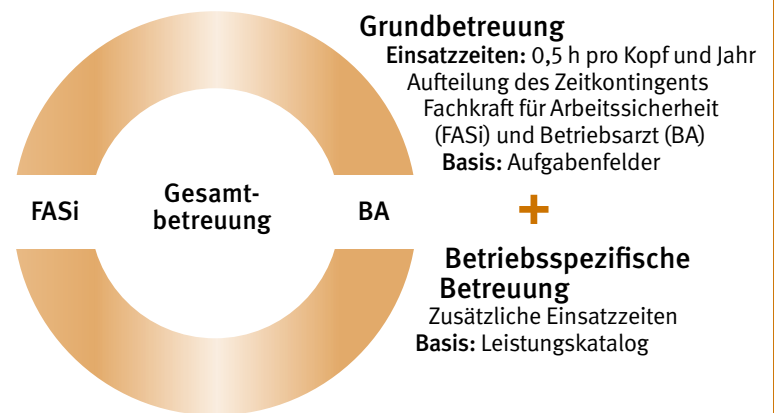 Grundbetreuung
Einsatzzeiten: 0,5 h pro Kopf und Jahr
Aufteilung des Zeitkontingents
Fachkraft für Arbeitssicherheit
(FASi) und Betriebsarzt (BA)
Basis: Aufgabenfelder
FASi
Gesamt-
betreuung
BA
+
Betriebsspezifische
Betreuung
Zusätzliche Einsatzzeiten
Basis: Leistungskatalog